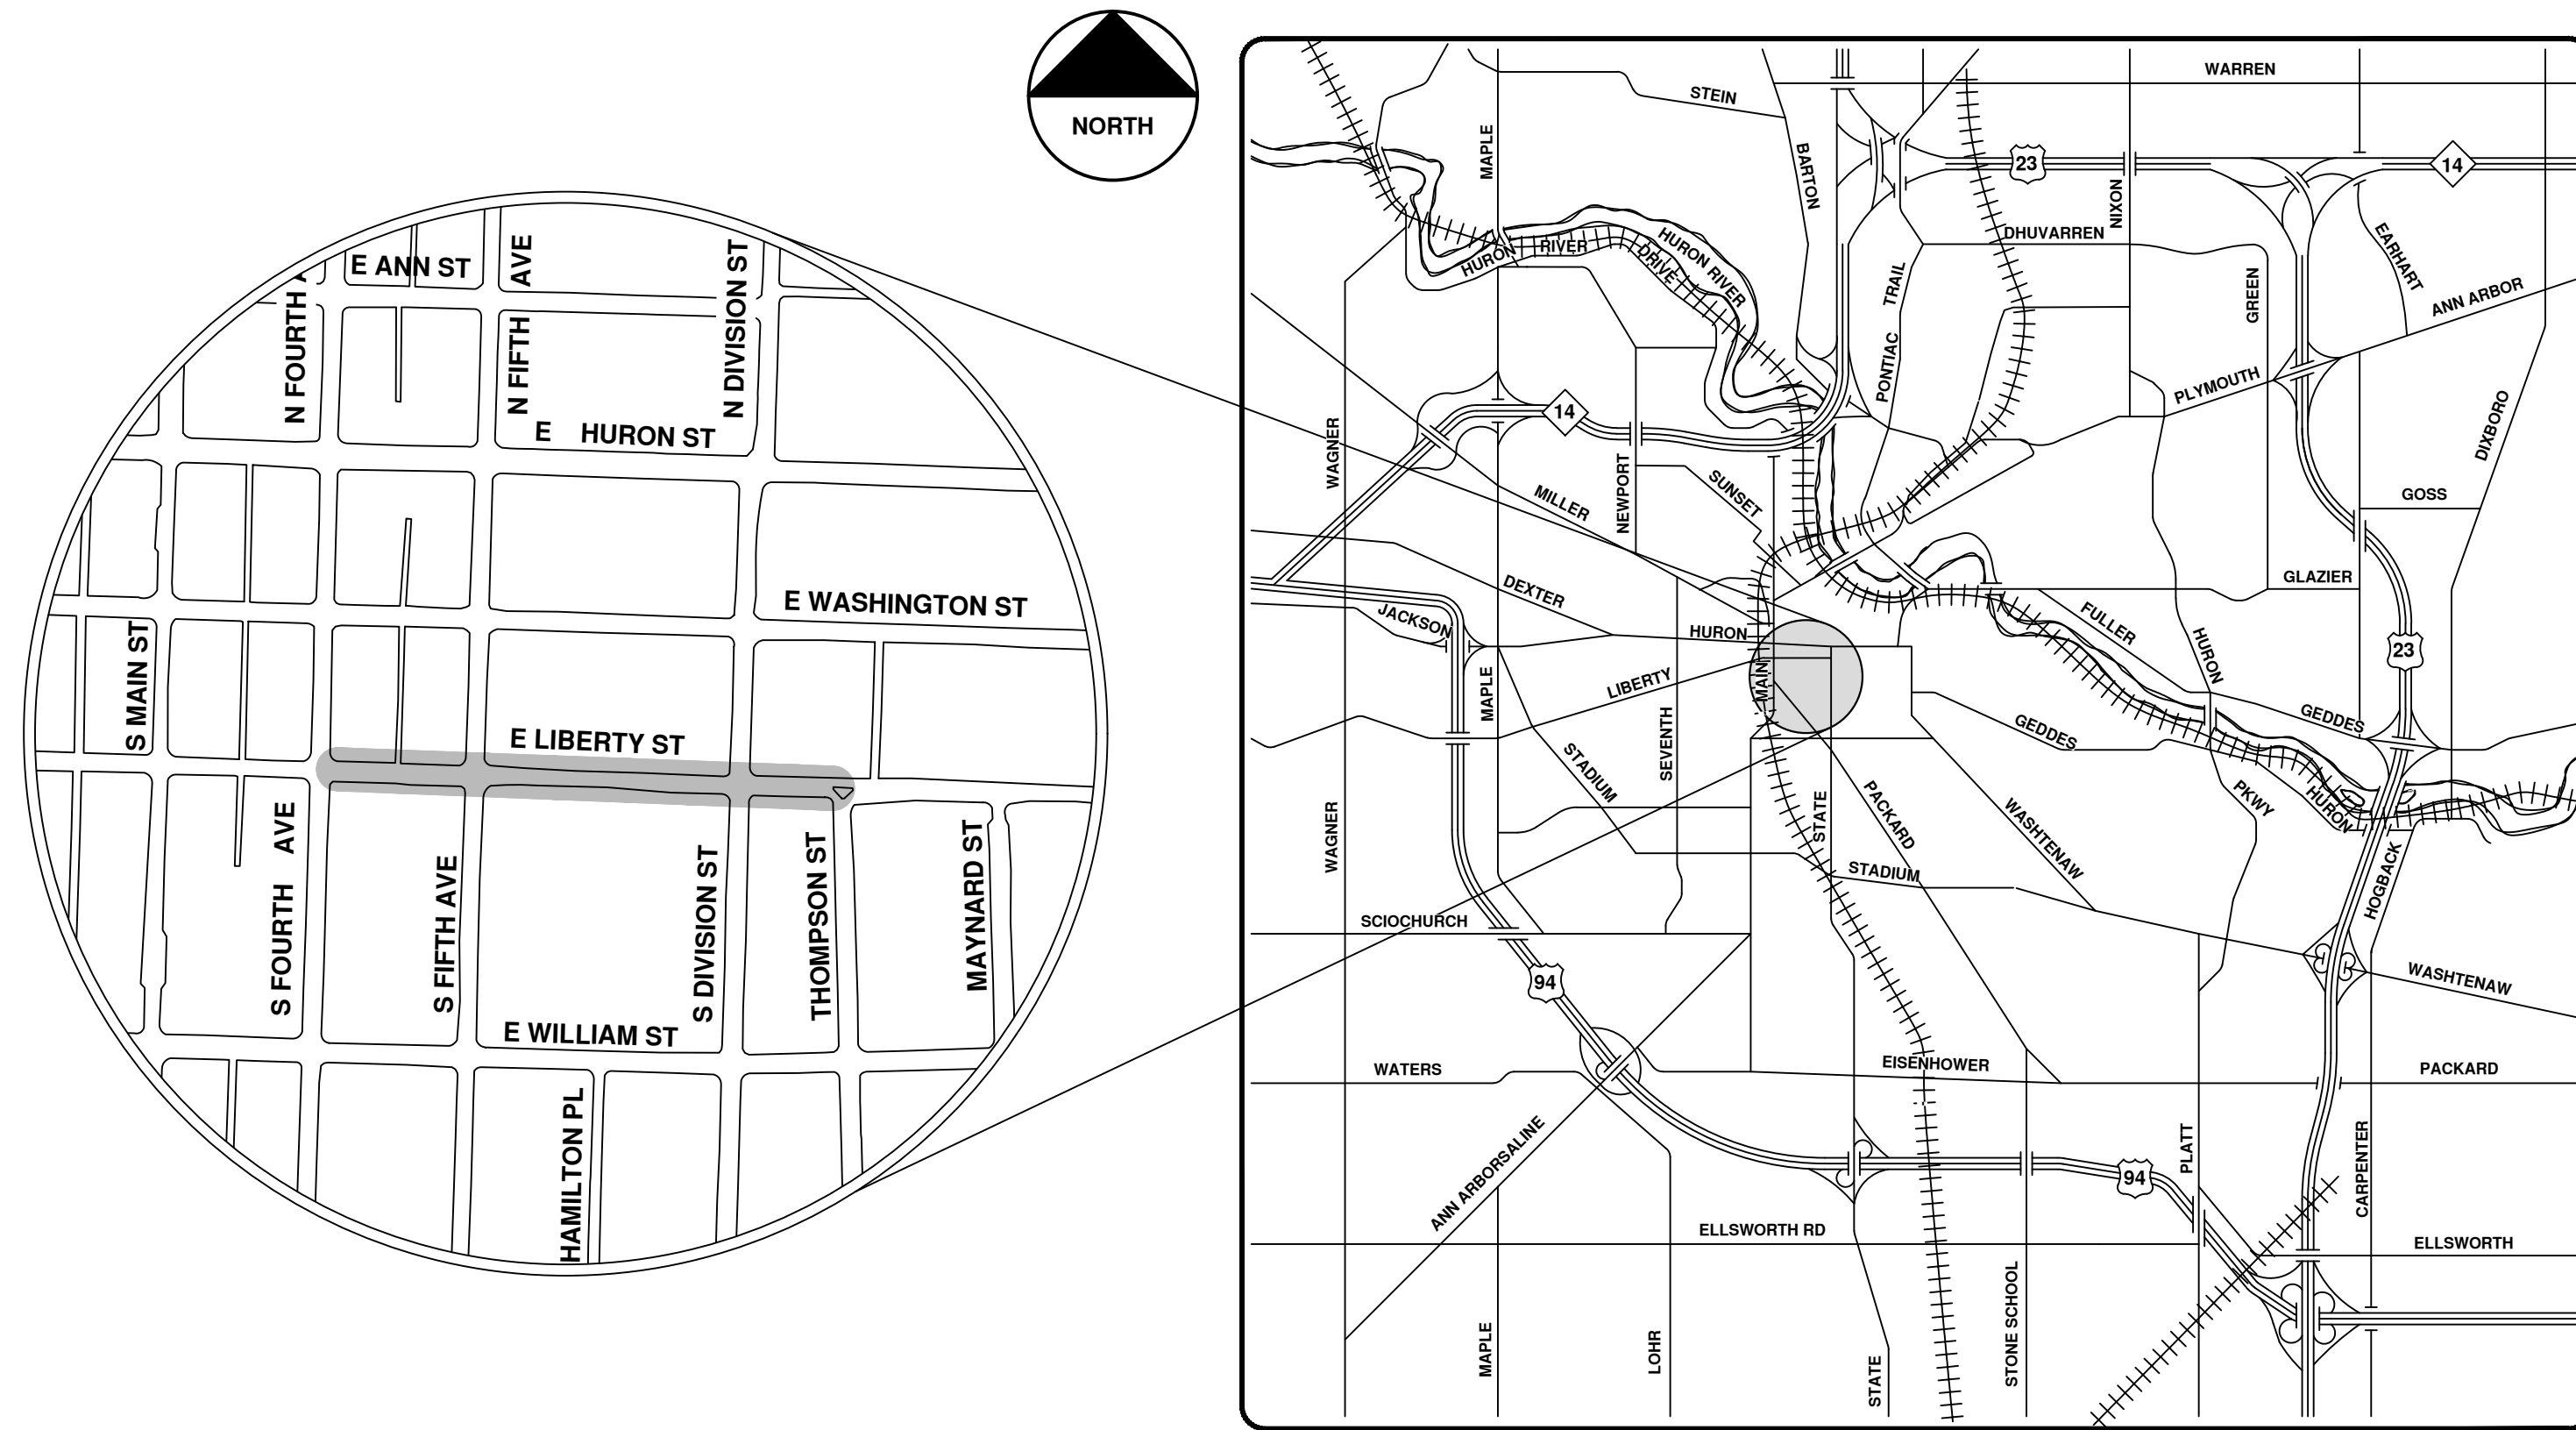 NORTH
E ANN ST
AVE
N FOURTH A
N FIFTH
N DIVISION ST
E HURON ST
E WASHINGTON ST
S MAIN ST
E LIBERTY ST
S FOURTH AVE
S FIFTH AVE
S DIVISION ST
THOMPSON ST
MAYNARD ST
E WILLIAM ST
HAMILTON PL
WARREN
STEIN
MAPLE
BARTON
23
14
NIXON
DHUVARREN
EARHART
HURON
RIVER
DRIVE
HURON RIVER
TRAIL
PONTIAC
GREEN
ANN ARBOR
PLYMOUTH
DIXBORO
WAGNER
14
NEWPORT
SUNSET
MILLER
GOSS
DEXTER
JACKSON
GLAZIER
FULLER
HURON
HURON
23
MAIN
LIBERTY
MAPLE
SEVENTH
STADIUM
GEDDES
GEDDES
WAGNER
STATE
PACKARD
WASHTENAW
PKWY
HURON
STADIUM
HOGBACK
SCIOCHURCH
94
WASHTENAW
WATERS
EISENHOWER
PACKARD
ANN ARBORSALINE
PLATT
CARPENTER
94
ELLSWORTH RD
ELLSWORTH
MAPLE
LOHR
STATE
STONE SCHOOL